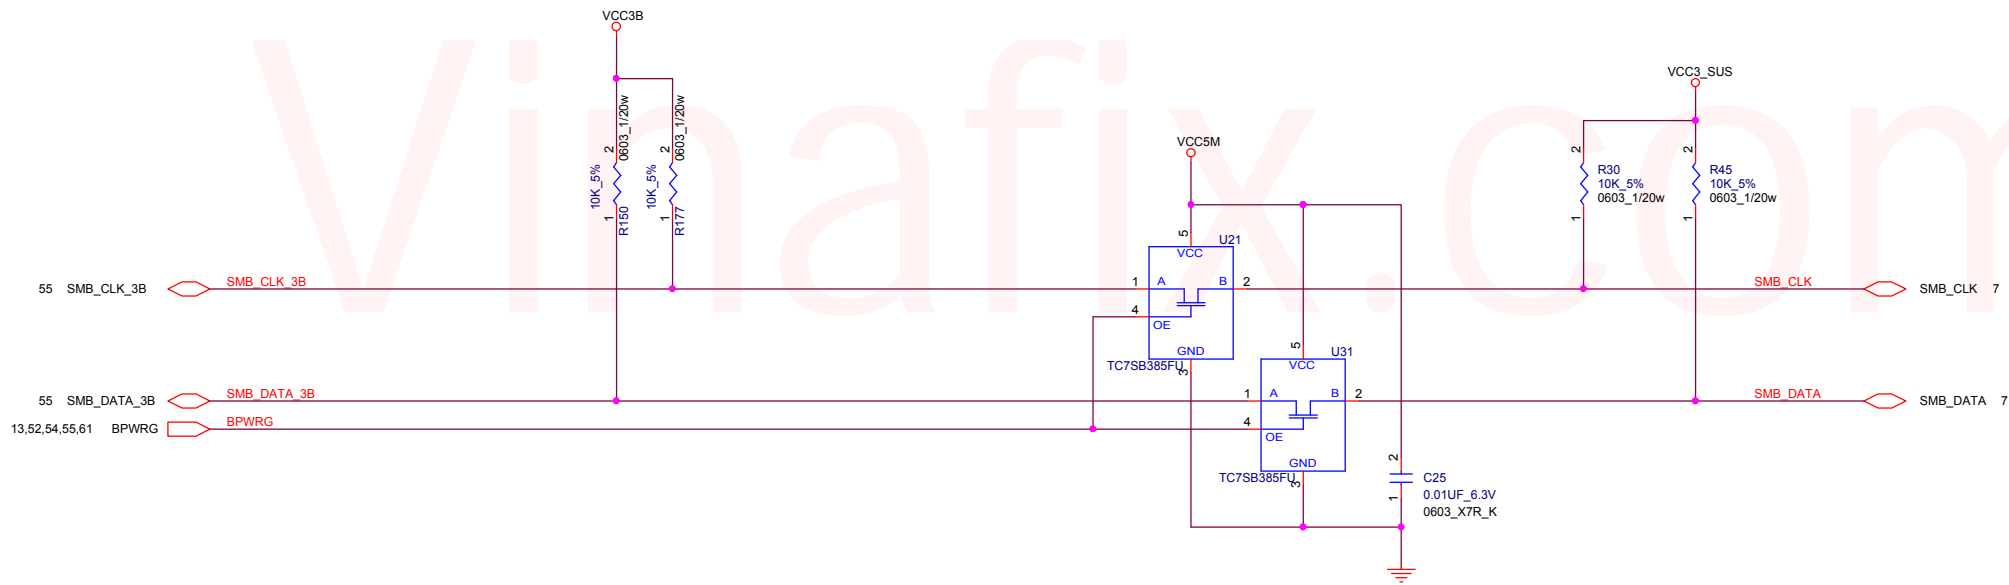 Vinafix.com
VCC3B
VCC3_SUS
VCC5M
2
10K_5%
0603_1/20w
1
R150
2
10K_5%
0603_1/20w
1
R177
2
R30
10K_5%
0603_1/20w
1
2
R45
10K_5%
0603_1/20w
1
5
U21
VCC
55 SMB_CLK_3B
SMB_CLK_3B
1
A
B
2
SMB_CLK
SMB_CLK 7
4
OE
GND
TC7SB385FU
3
5
U31
VCC
55 SMB_DATA_3B
SMB_DATA_3B
1
A
B
2
SMB_DATA
SMB_DATA 7
13,52,54,55,61 BPWRG
BPWRG
4
OE
GND
TC7SB385FU
3
2
C25
0.01UF_6.3V
0603_X7R_K
1